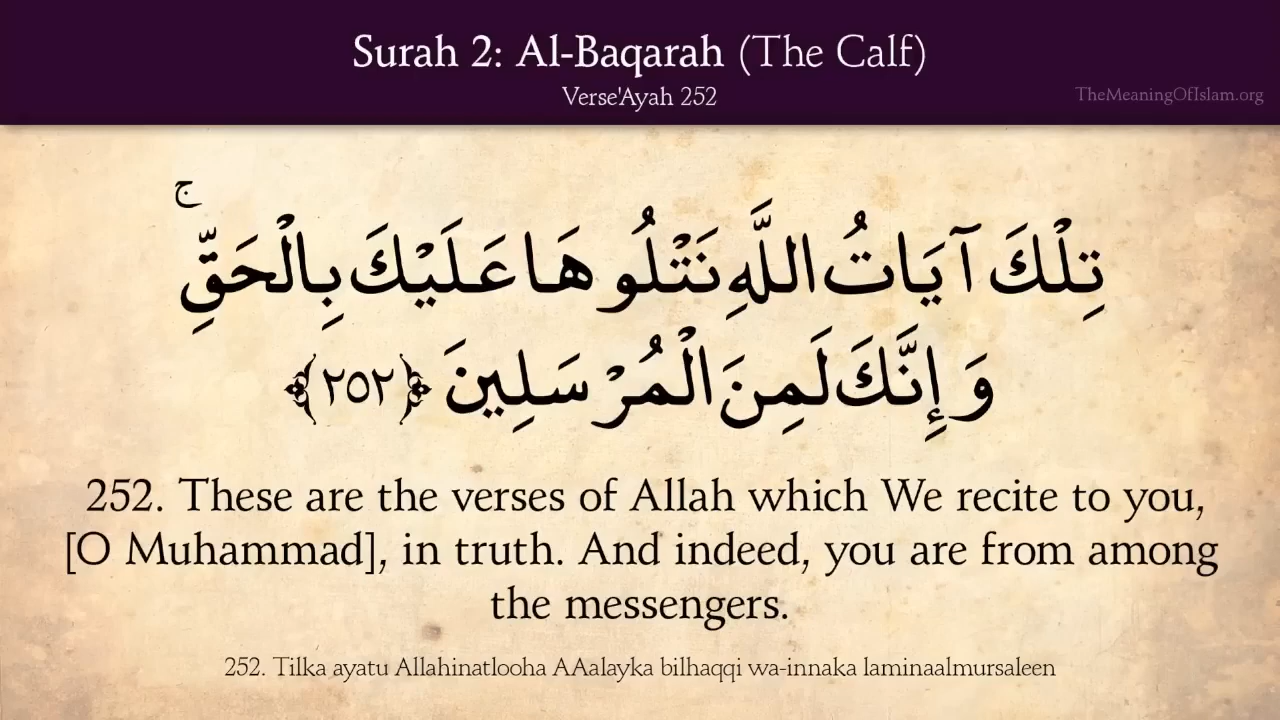 Surah 2: Al-Baqarah (The Calf)
Verse'Ayah 252
TheMeaningOfIslam.org
تِلْكَ آيَاتُ اللَّهِ نَتْلُوهَا عَلَيْكَ بِالْحَقِّ ۚ
وَإِنَّكَ لَمِنَ الْمُرْسَلِينَ ﴿٢٥٢﴾
252. These are the verses of Allah which We recite to you,
[O Muhammad], in truth. And indeed, you are from among
the messengers.
252. Tilka ayatu Allahinatlooha AAalayka bilhaqqi wa-innaka laminaalmursaleen